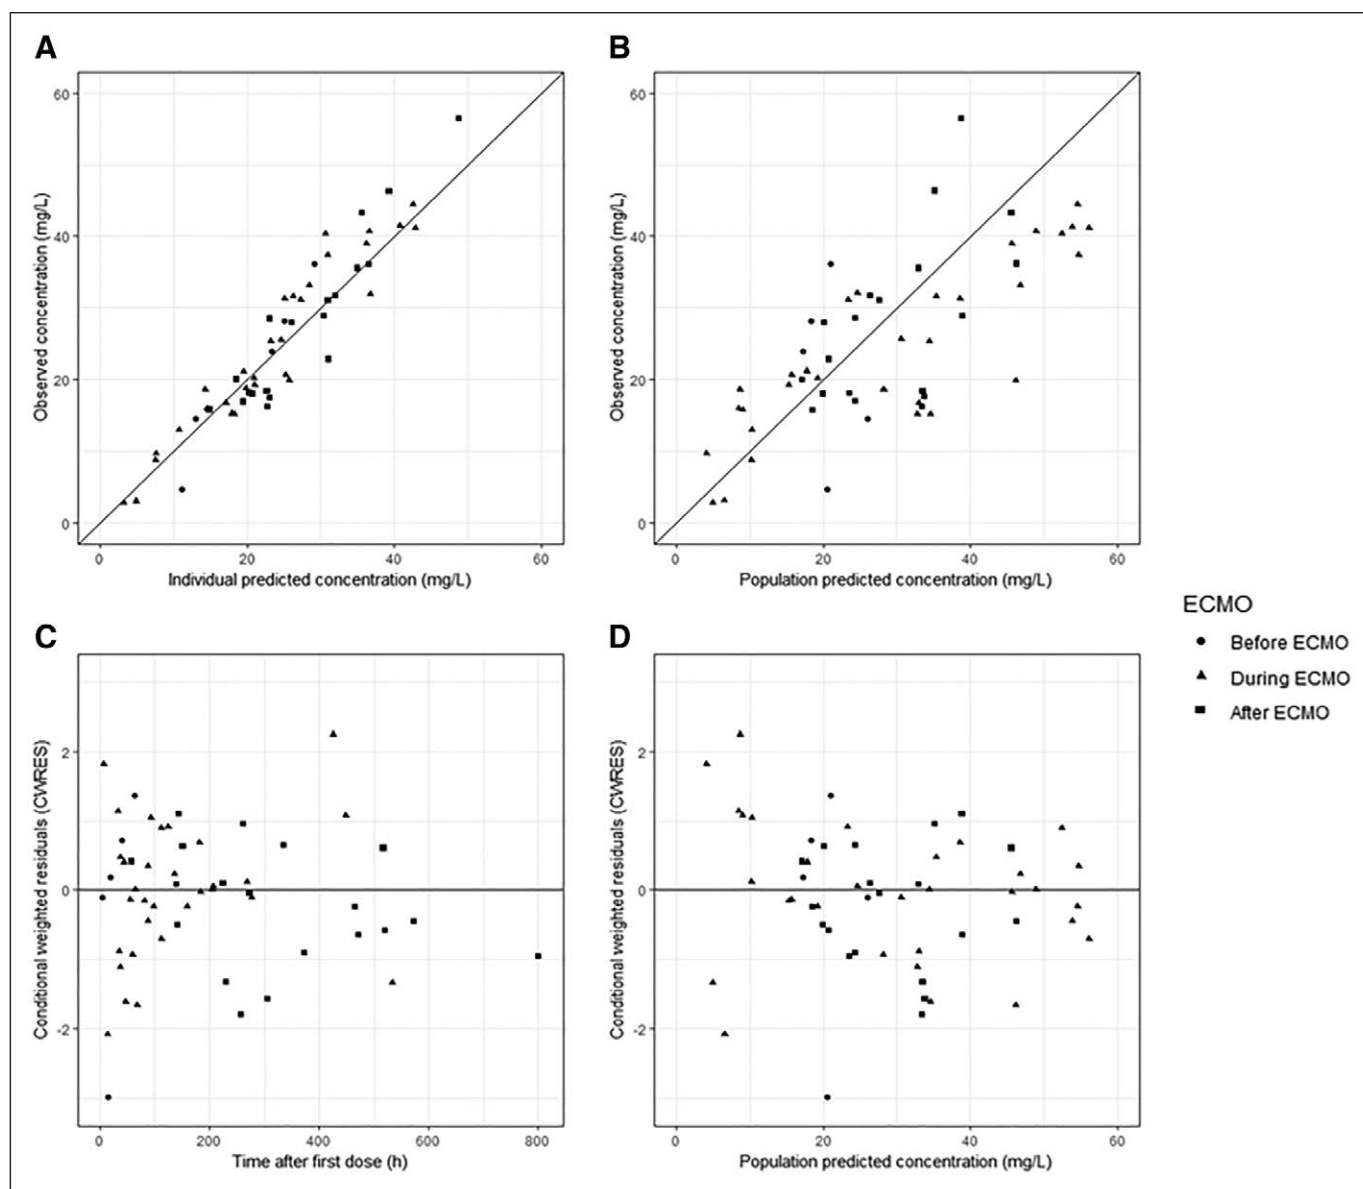 A
B
60
40
20
0
Observed concentration (mg/L)
0 20 40 60
Individual predicted concentration (mg/L)
60
40
20
0
Observed concentration (mg/L)
0 20 40 60
Population predicted concentration (mg/L)
ECMO
Before ECMO
During ECMO
After ECMO
C
D
2
0
-2
Conditional weighted residuals (CWRES)
0 200 400 600 800
Time after first dose (h)
2
0
-2
Conditional weighted residuals (CWRES)
0 20 40 60
Population predicted concentration (mg/L)